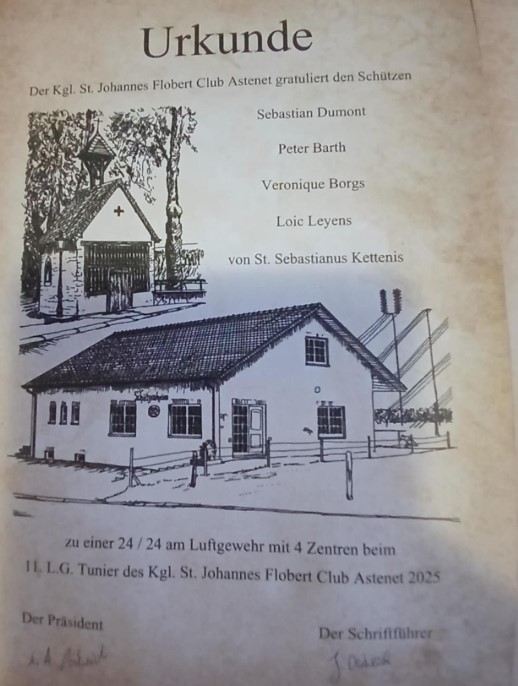 Urkunde
Der Kgl. St. Johannes Flobert Club Astenet gratuliert den Schützen
Sebastian Dumont
Peter Barth
Veronique Borgs
Loic Leyens
von St. Sebastianus Kettenis
Schützenheim
zu einer 24 / 24 am Luftgewehr mit 4 Zentren beim
11. L.G. Tunier des Kgl. St. Johannes Flobert Club Astenet 2025
Der Präsident
Der Schriftführer